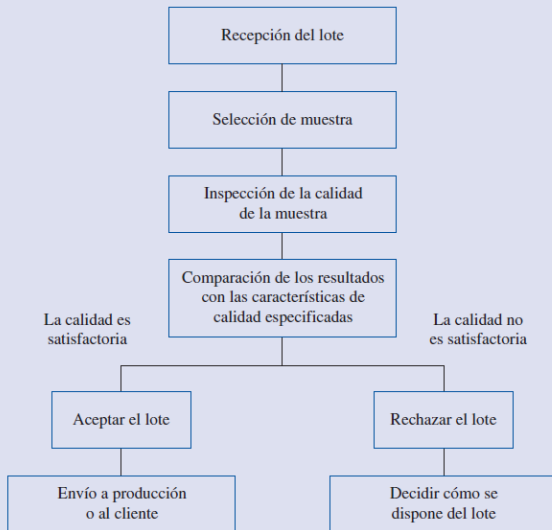 Recepción del lote
Selección de muestra
Inspección de la calidad
de la muestra
Comparación de los resultados
con las características de
calidad especificadas
La calidad es
satisfactoria
La calidad no
es satisfactoria
Aceptar el lote
Rechazar el lote
Envío a producción
o al cliente
Decidir cómo se
dispone del lote